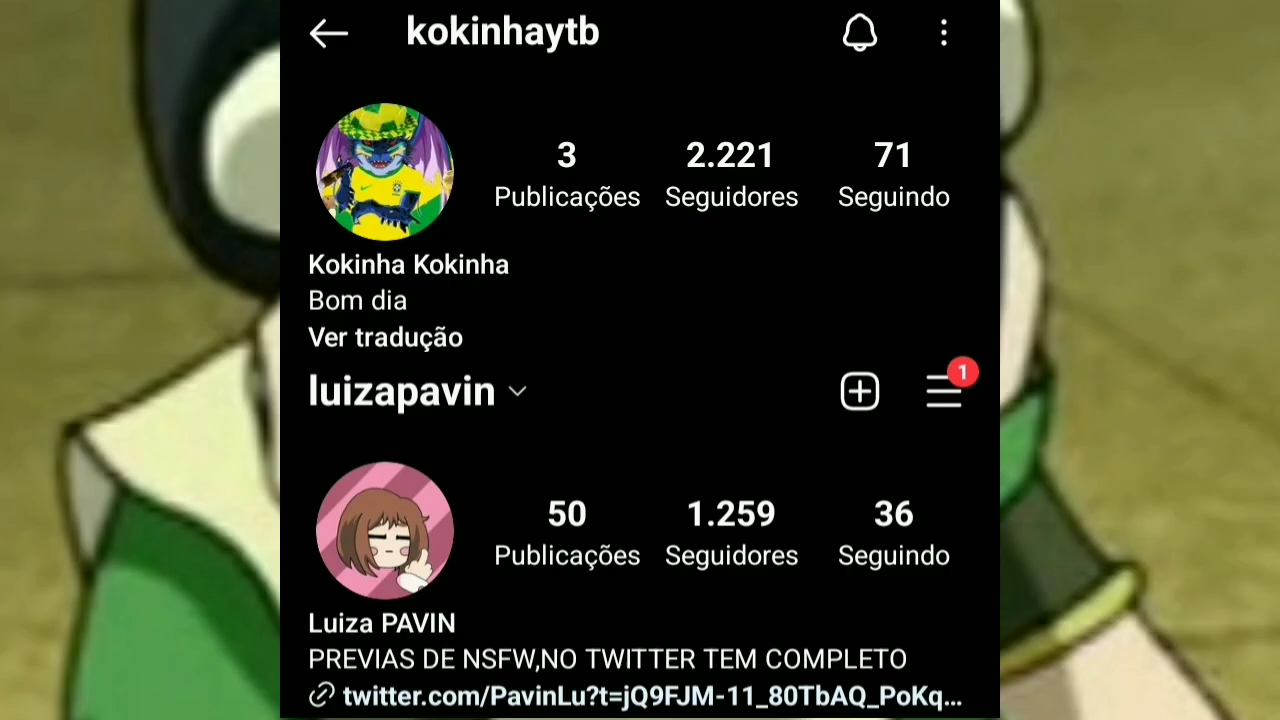 kokinhaytb
3 2.221 71
Publicações Seguidores Seguindo
Kokinha Kokinha
Bom dia
Ver tradução
luizapavin
1
50 1.259 36
Publicações Seguidores Seguindo
Luiza PAVIN
PREVIAS DE NSFW,NO TWITTER TEM COMPLETO
twitter.com/PavinLu?t=jQ9FJM-11_80TbAQ_PoKq...